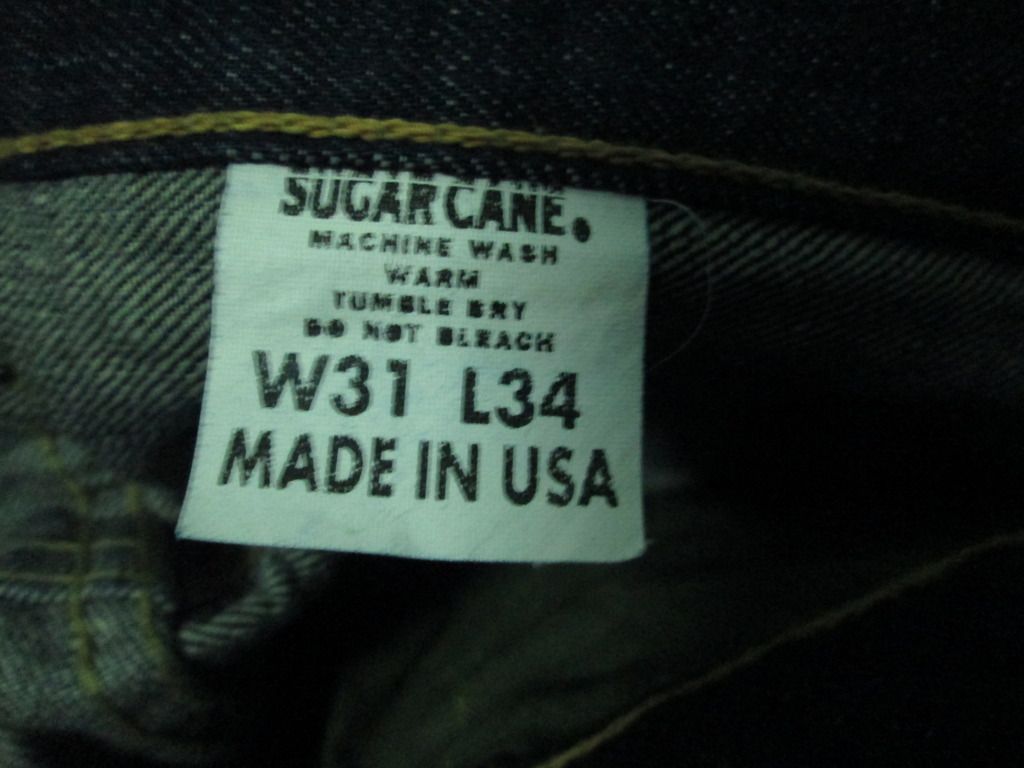 SUGAR CANE®
MACHINE WASH
WARM
TUMBLE DRY
DO NOT BLEACH
W31 L34
MADE IN USA